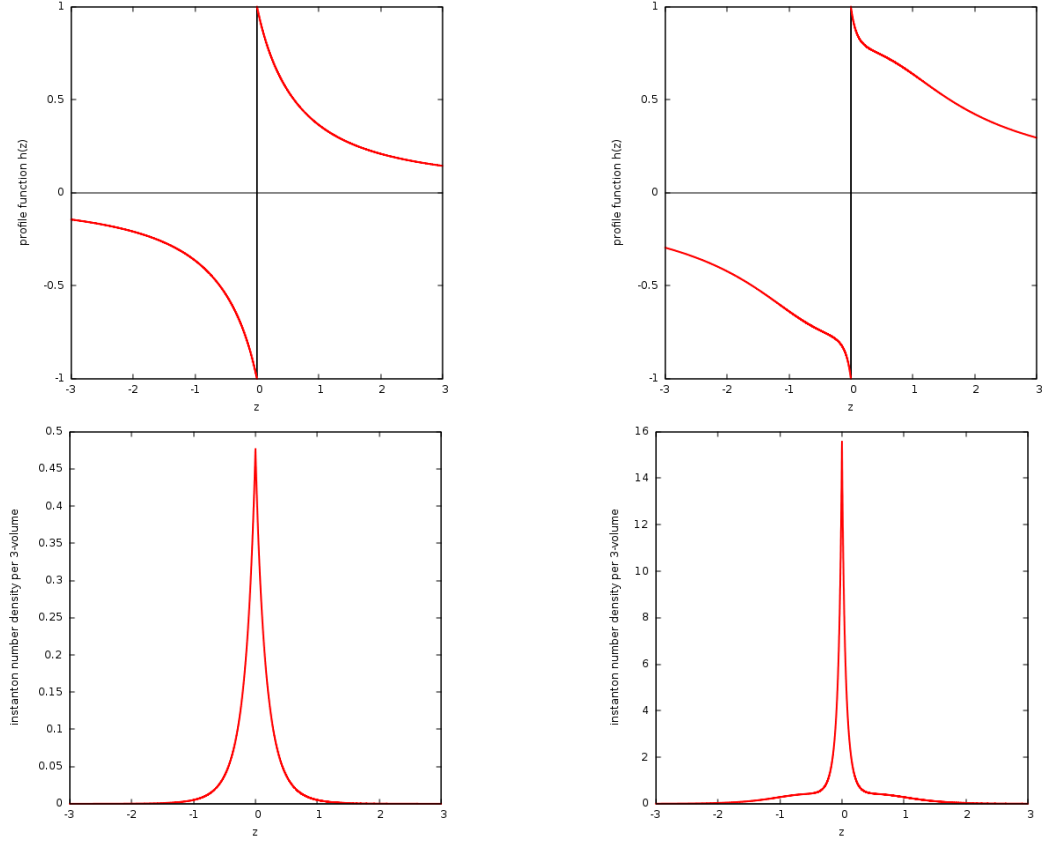 1
0.5
0
-0.5
-1
profile function h(z)
-3 -2 -1 0 1 2 3
z
1
0.5
0
-0.5
-1
profile function h(z)
-3 -2 -1 0 1 2 3
z
0.5
0.45
0.4
0.35
0.3
0.25
0.2
0.15
0.1
0.05
0
instanton number density per 3-volume
-3 -2 -1 0 1 2 3
z
16
14
12
10
8
6
4
2
0
instanton number density per 3-volume
-3 -2 -1 0 1 2 3
z